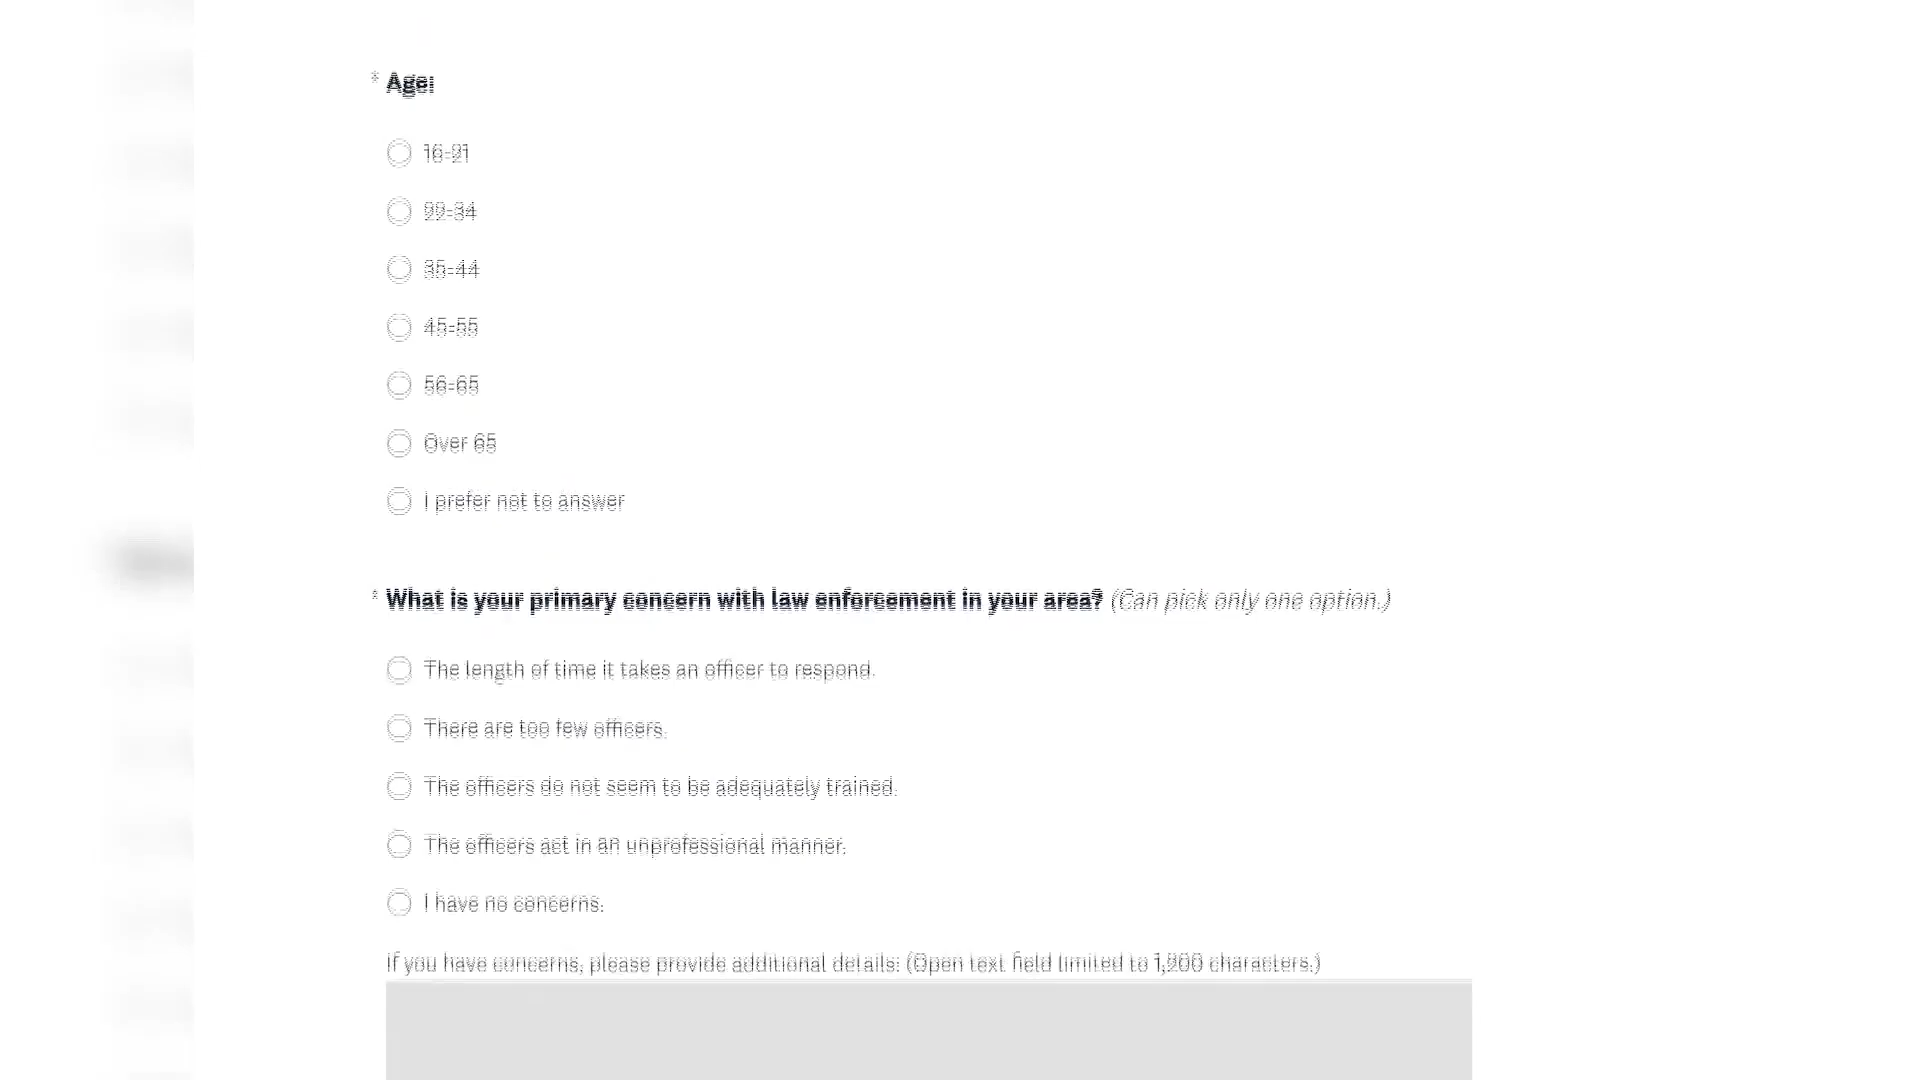 * Age:
16-21
22-34
35-44
45-55
56-65
Over 65
I prefer not to answer
* What is your primary concern with law enforcement in your area? (Can pick only one option.)
The length of time it takes an officer to respond.
There are too few officers.
The officers do not seem to be adequately trained.
The officers act in an unprofessional manner.
I have no concerns.
If you have concerns, please provide additional details: (Open text field limited to 1,200 characters.)